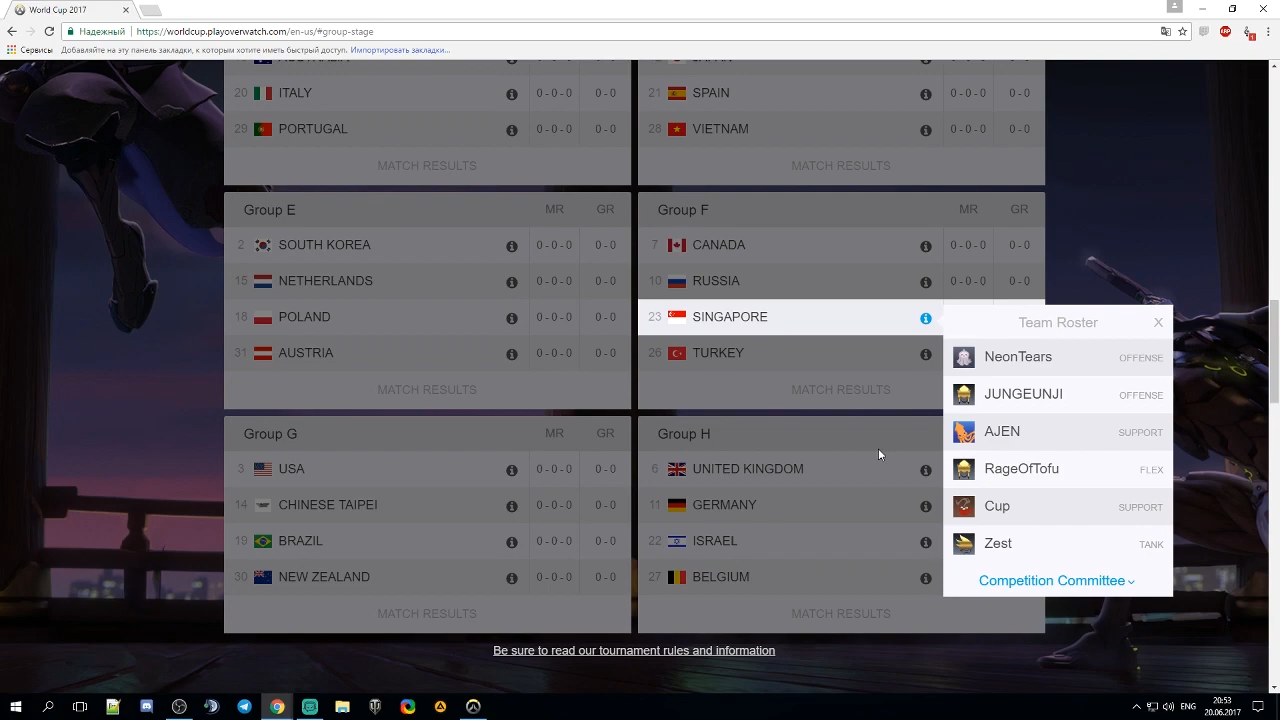 World Cup 2017
Надежный https://worldcup.playoverwatch.com/en-us/#group-stage
Сервисы Добавляйте на эту панель закладки, к которым хотите иметь быстрый доступ. Импортировать закладки...
20 ITALY 0-0-0 0-0
29 PORTUGAL 0-0-0 0-0
MATCH RESULTS
21 SPAIN 0-0-0 0-0
28 VIETNAM 0-0-0 0-0
MATCH RESULTS
Group E MR GR
2 SOUTH KOREA 0-0-0 0-0
15 NETHERLANDS 0-0-0 0-0
18 POLAND 0-0-0 0-0
31 AUSTRIA 0-0-0 0-0
MATCH RESULTS
Group F MR GR
7 CANADA 0-0-0 0-0
10 RUSSIA 0-0-0 0-0
23 SINGAPORE
26 TURKEY
MATCH RESULTS
Team Roster X
NeonTears OFFENSE
JUNGEUNJI OFFENSE
AJEN SUPPORT
RageOfTofu FLEX
Cup SUPPORT
Zest TANK
Competition Committee
Group G MR GR
3 USA 0-0-0 0-0
14 CHINESE TAIPEI 0-0-0 0-0
19 BRAZIL 0-0-0 0-0
30 NEW ZEALAND 0-0-0 0-0
MATCH RESULTS
Group H
6 UNITED KINGDOM
11 GERMANY
22 ISRAEL
27 BELGIUM
MATCH RESULTS
Be sure to read our tournament rules and information
ENG
20:53
20.06.2017